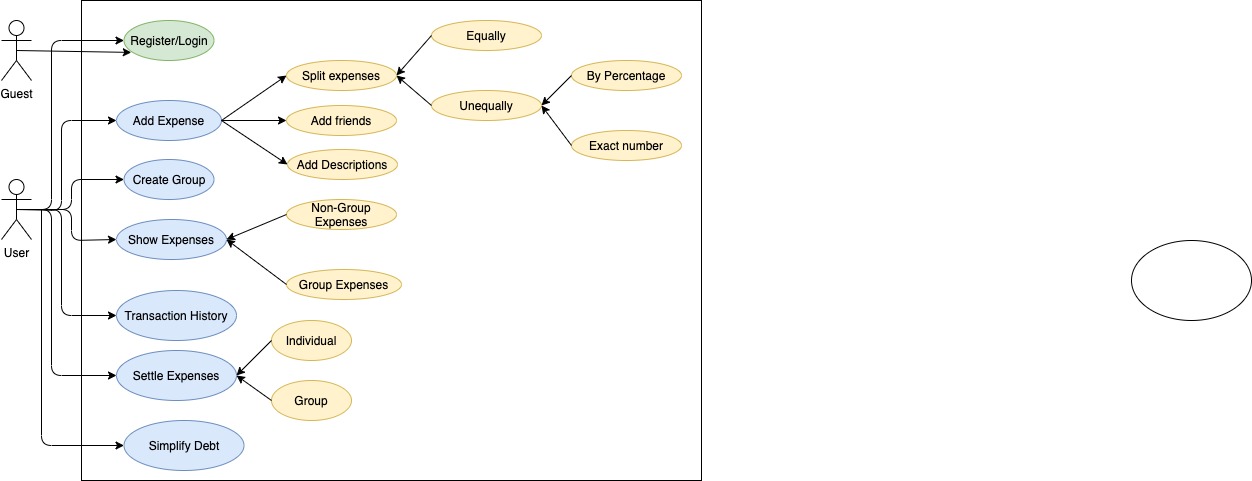 Guest
User
Register/Login
Add Expense
Create Group
Show Expenses
Transaction History
Settle Expenses
Simplify Debt
Split expenses
Add friends
Add Descriptions
Non-Group
Expenses
Group Expenses
Individual
Group
Equally
Unequally
By Percentage
Exact number